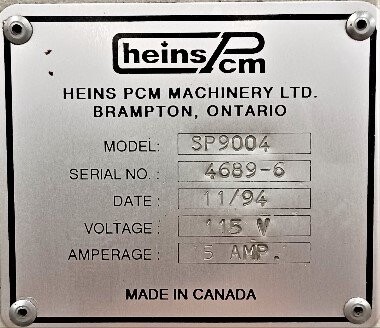 heins Pcm
HEINS PCM MACHINERY LTD.
BRAMPTON, ONTARIO
MODEL: SP9004
SERIAL NO.: 4689-6
DATE: 11/94
VOLTAGE: 115 V
AMPERAGE: 5 AMP.
MADE IN CANADA